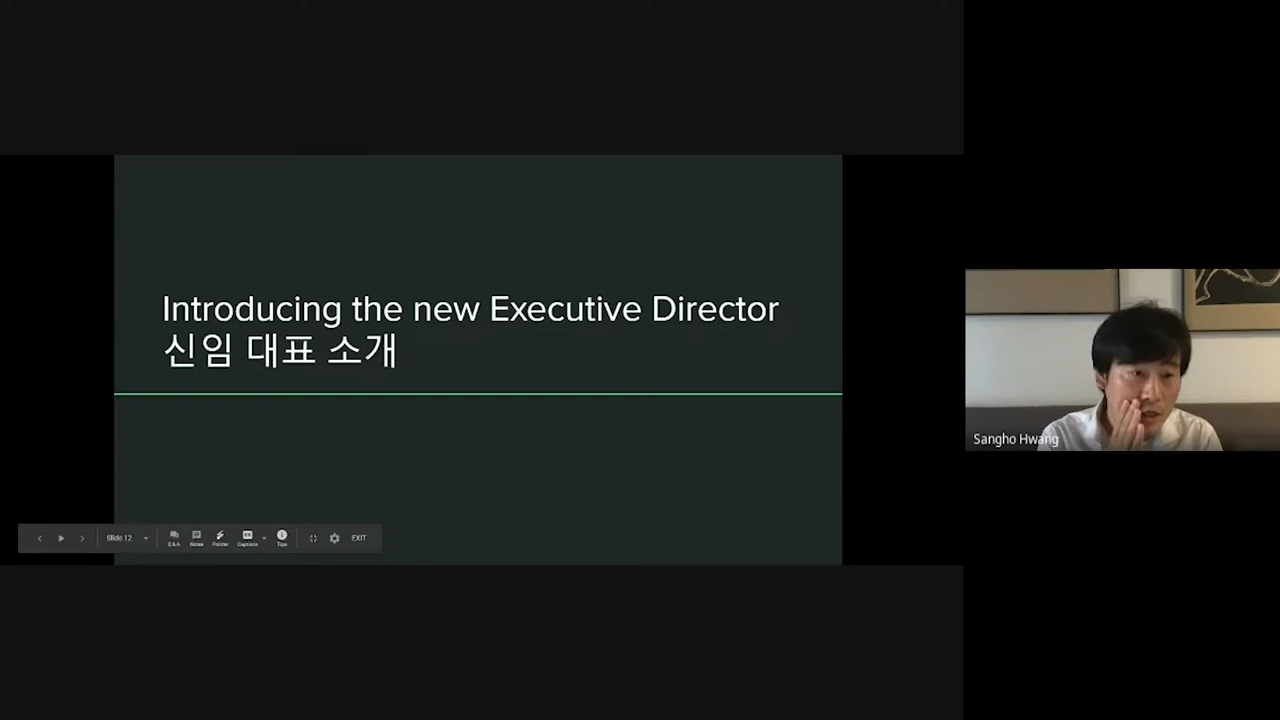 Introducing the new Executive Director
신임 대표 소개
Sangho Hwang
Slide 12
Q & A
Notes
Pointer
Captions
Tips
EXIT